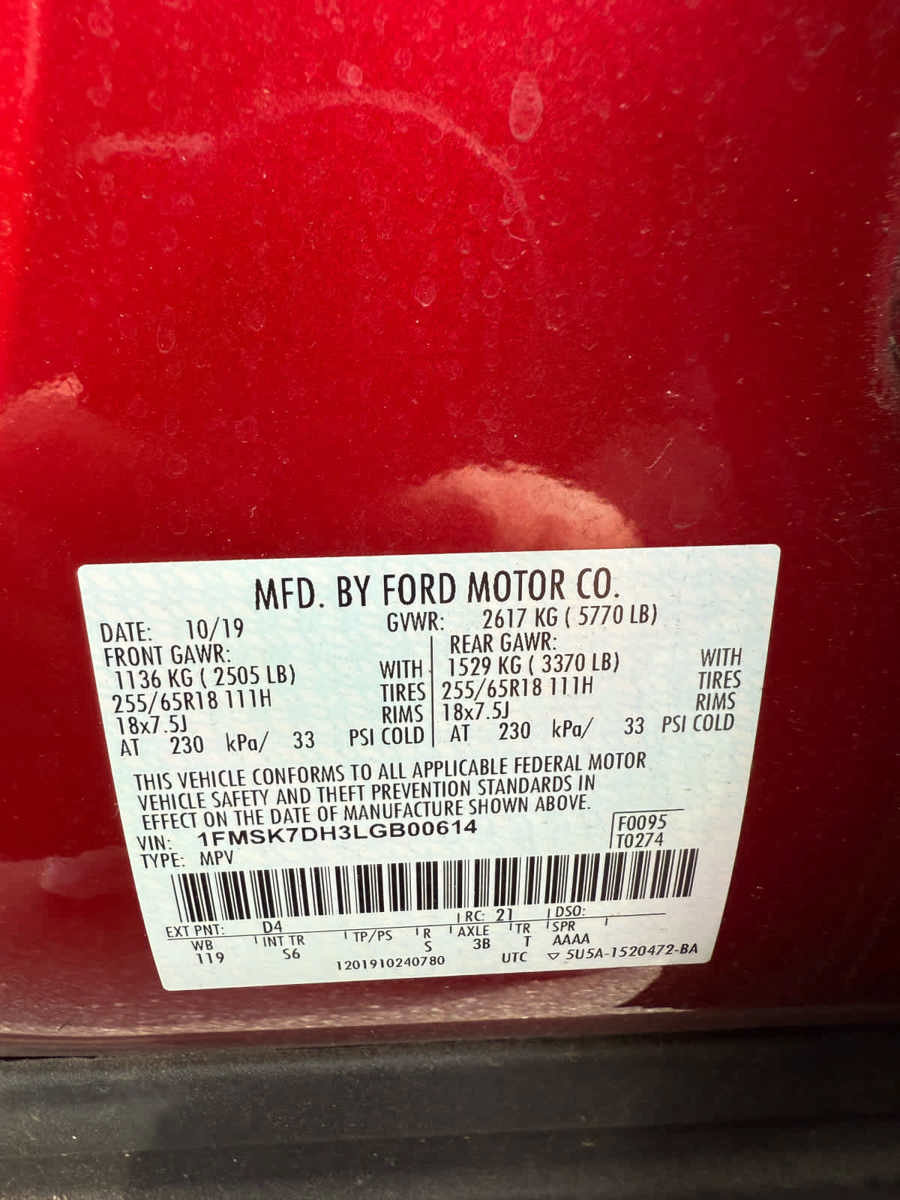 MFD. BY FORD MOTOR CO.
DATE: 10/19 GVWR: 2617 KG ( 5770 LB)
FRONT GAWR: REAR GAWR:
1136 KG ( 2505 LB) WITH 1529 KG ( 3370 LB) WITH
255/65R18 111H TIRES 255/65R18 111H TIRES
18x7.5J RIMS 18x7.5J RIMS
AT 230 kPa/ 33 PSI COLD AT 230 kPa/ 33 PSI COLD
THIS VEHICLE CONFORMS TO ALL APPLICABLE FEDERAL MOTOR
VEHICLE SAFETY AND THEFT PREVENTION STANDARDS IN
EFFECT ON THE DATE OF MANUFACTURE SHOWN ABOVE.
VIN: 1FMSK7DH3LGB00614 F0095
TYPE: MPV T0274
EXT PNT: D4 RC: 21 DSO:
WB INT TR TP/PS R AXLE TR SPR
119 S6 S 3B T AAAA
1201910240780 UTC ▽ 5U5A-1520472-BA